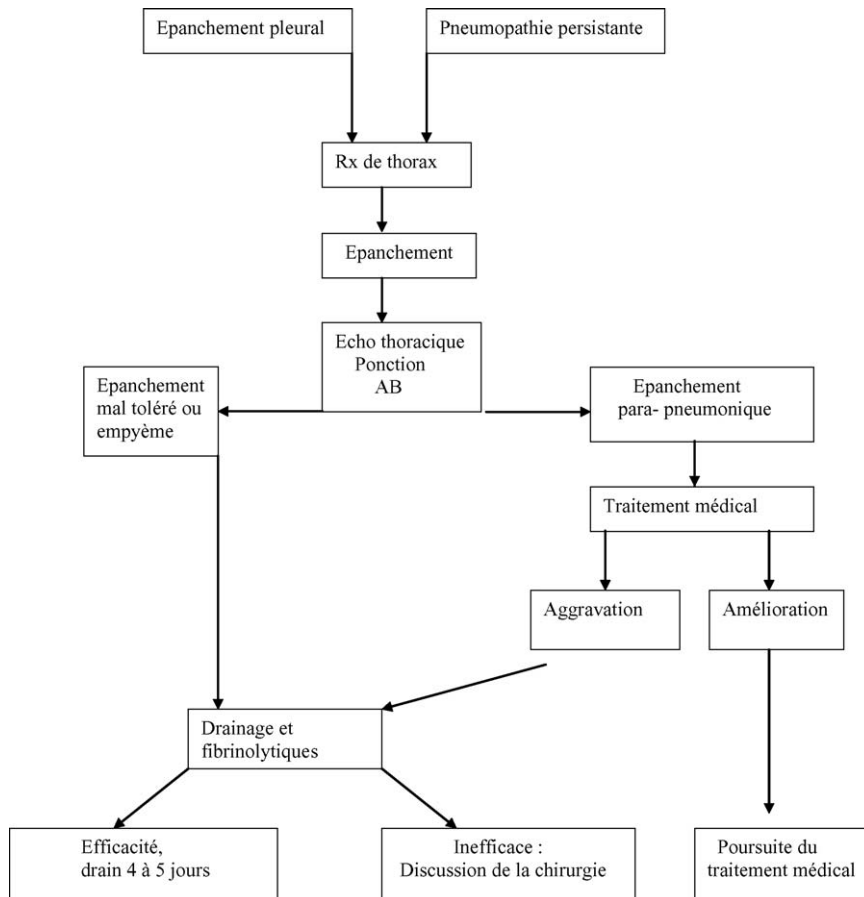 Epanchement pleural
Pneumopathie persistante
Rx de thorax
Epanchement
Echo thoracique
Ponction
AB
Epanchement
mal toléré ou
empyème
Epanchement
para- pneumonique
Traitement médical
Aggravation
Amélioration
Drainage et
fibrinolytiques
Efficacité,
drain 4 à 5 jours
Inefficace :
Discussion de la chirurgie
Poursuite du
traitement médical